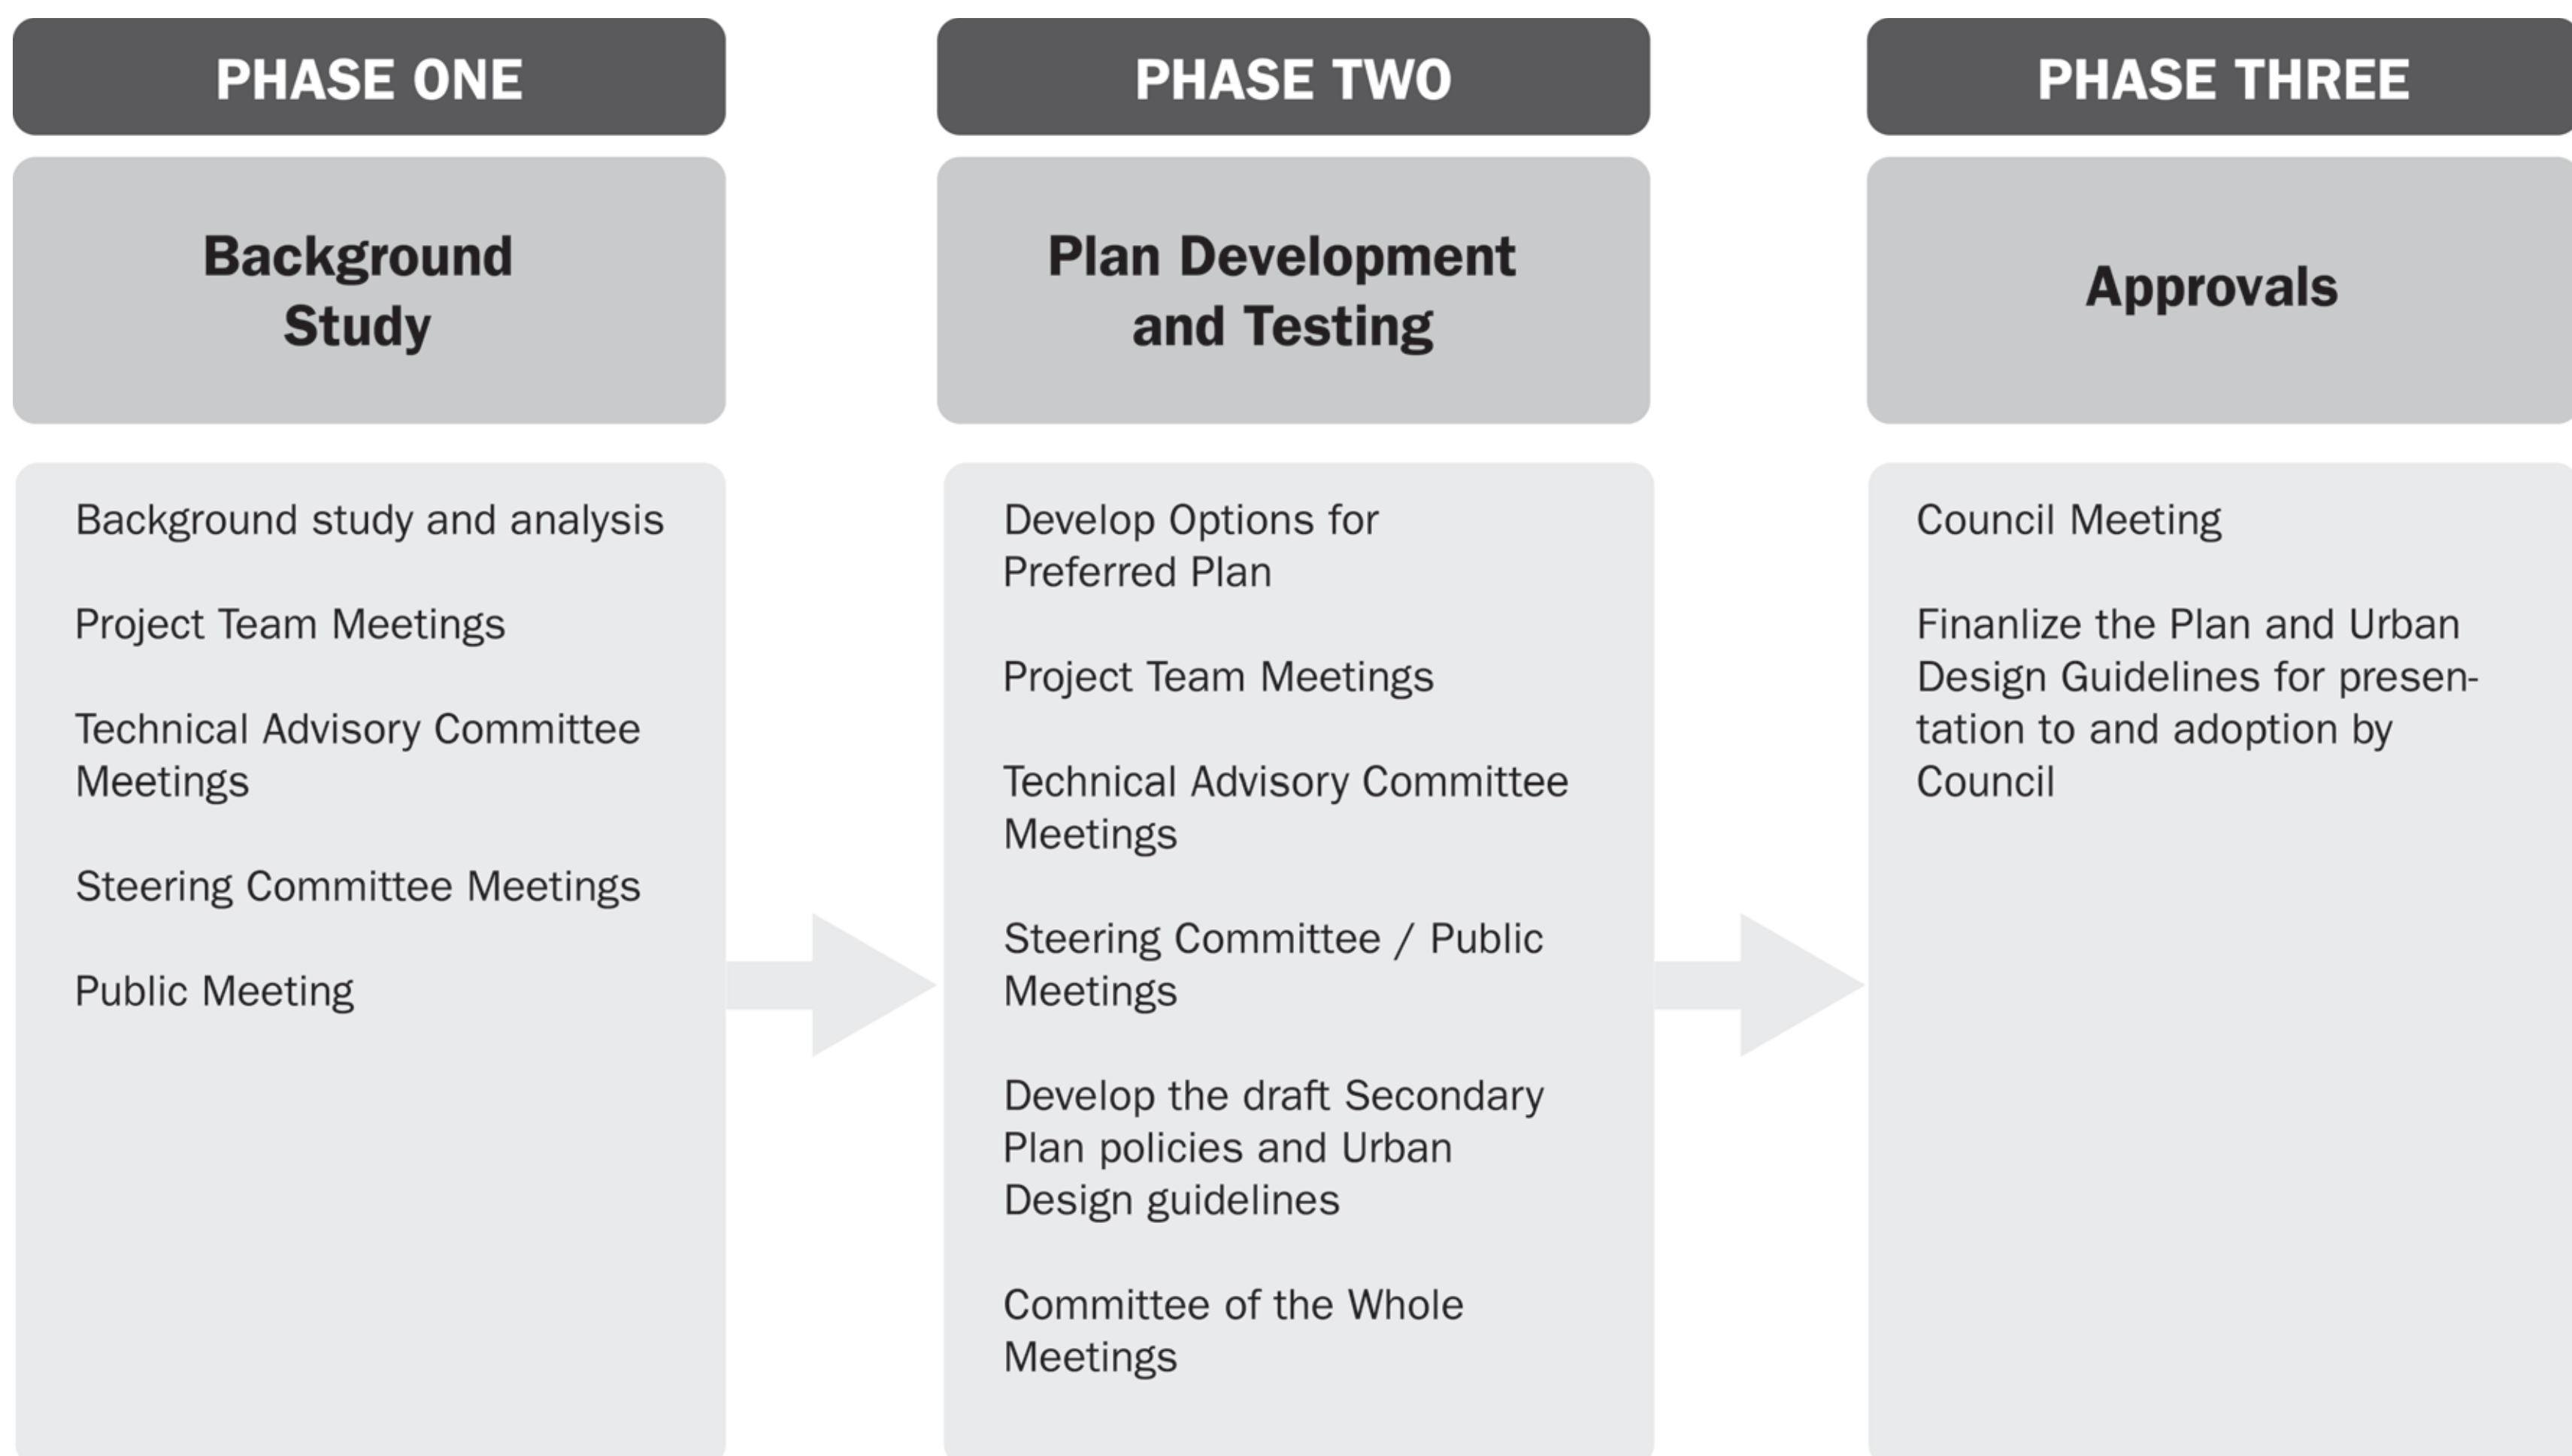 PHASE ONE
Background
Study
Background study and analysis
Project Team Meetings
Technical Advisory Committee
Meetings
Steering Committee Meetings
Public Meeting
PHASE TWO
Plan Development
and Testing
Develop Options for
Preferred Plan
Project Team Meetings
Technical Advisory Committee
Meetings
Steering Committee / Public
Meetings
Develop the draft Secondary
Plan policies and Urban
Design guidelines
Committee of the Whole
Meetings
PHASE THREE
Approvals
Council Meeting
Finanlize the Plan and Urban
Design Guidelines for presen-
tation to and adoption by
Council